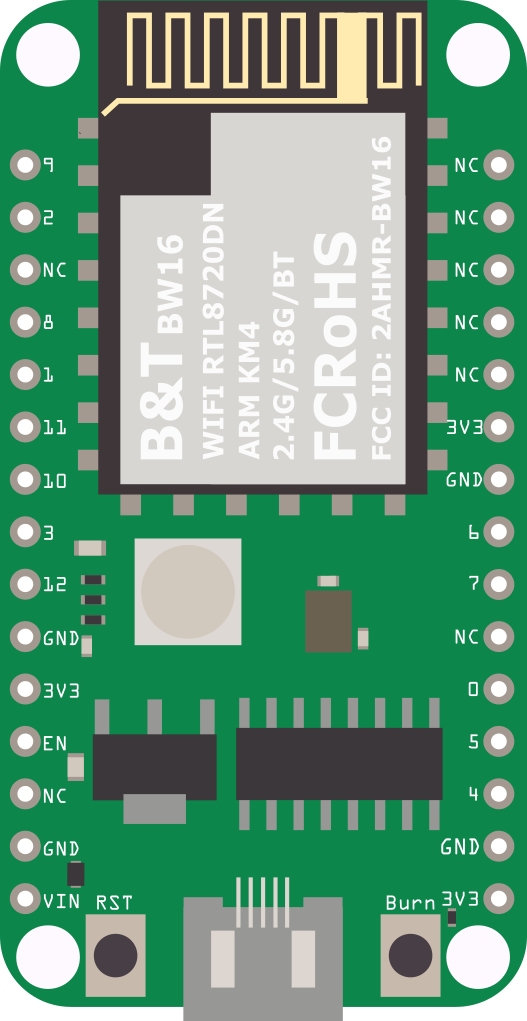 B&T BW16
WIFI RTL8720DN
ARM KM4
2.4G/5.8G/BT
FCRoHS
FCC ID: 2AHMR-BW16
9
2
NC
8
1
11
10
3
12
GND
3V3
EN
NC
GND
VIN
NC
NC
NC
NC
NC
3V3
GND
6
7
NC
0
5
4
GND
3V3
RST
Burn